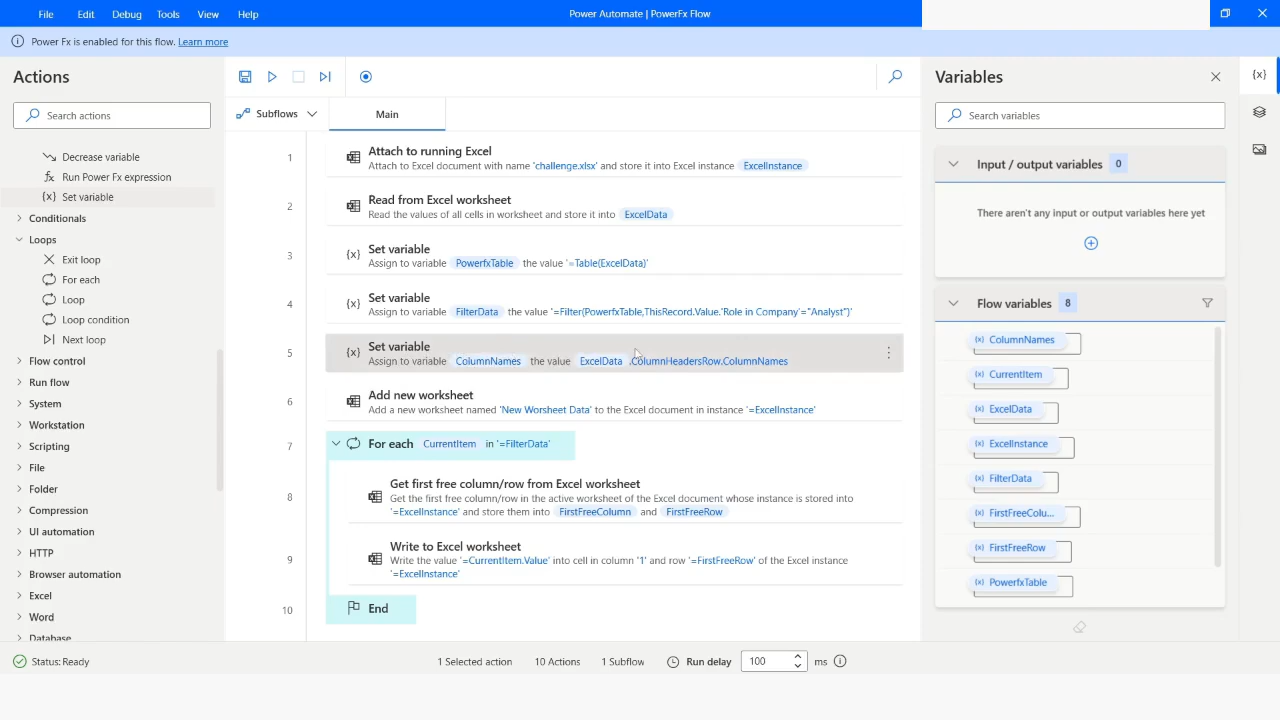 File Edit Debug Tools View Help Power Automate | PowerFx Flow
Power Fx is enabled for this flow. Learn more
Actions
Search actions
Decrease variable
Run Power Fx expression
{x} Set variable
Conditionals
Loops
Exit loop
For each
Loop
Loop condition
Next loop
Flow control
Run flow
System
Workstation
Scripting
File
Folder
Compression
UI automation
HTTP
Browser automation
Excel
Word
Database
Subflows Main
1 Attach to running Excel
Attach to Excel document with name 'challenge.xlsx' and store it into Excel instance ExcelInstance
2 Read from Excel worksheet
Read the values of all cells in worksheet and store it into ExcelData
3 {x} Set variable
Assign to variable PowerfxTable the value '=Table(ExcelData)'
4 {x} Set variable
Assign to variable FilterData the value '=Filter(PowerfxTable,ThisRecord.Value.'Role in Company'="Analyst")'
5 {x} Set variable
Assign to variable ColumnNames the value ExcelData .ColumnHeadersRow.ColumnNames
6 Add new worksheet
Add a new worksheet named 'New Worsheet Data' to the Excel document in instance '=ExcelInstance'
7 For each CurrentItem in '=FilterData'
8 Get first free column/row from Excel worksheet
Get the first free column/row in the active worksheet of the Excel document whose instance is stored into
'=ExcelInstance' and store them into FirstFreeColumn and FirstFreeRow
9 Write to Excel worksheet
Write the value '=CurrentItem.Value' into cell in column '1' and row '=FirstFreeRow' of the Excel instance
'=ExcelInstance'
10 End
Variables
{x}
Search variables
Input / output variables 0
There aren't any input or output variables here yet
Flow variables 8
{x} ColumnNames
{x} CurrentItem
{x} ExcelData
{x} ExcelInstance
{x} FilterData
{x} FirstFreeColu...
{x} FirstFreeRow
{x} PowerfxTable
Status: Ready 1 Selected action 10 Actions 1 Subflow Run delay 100 ms